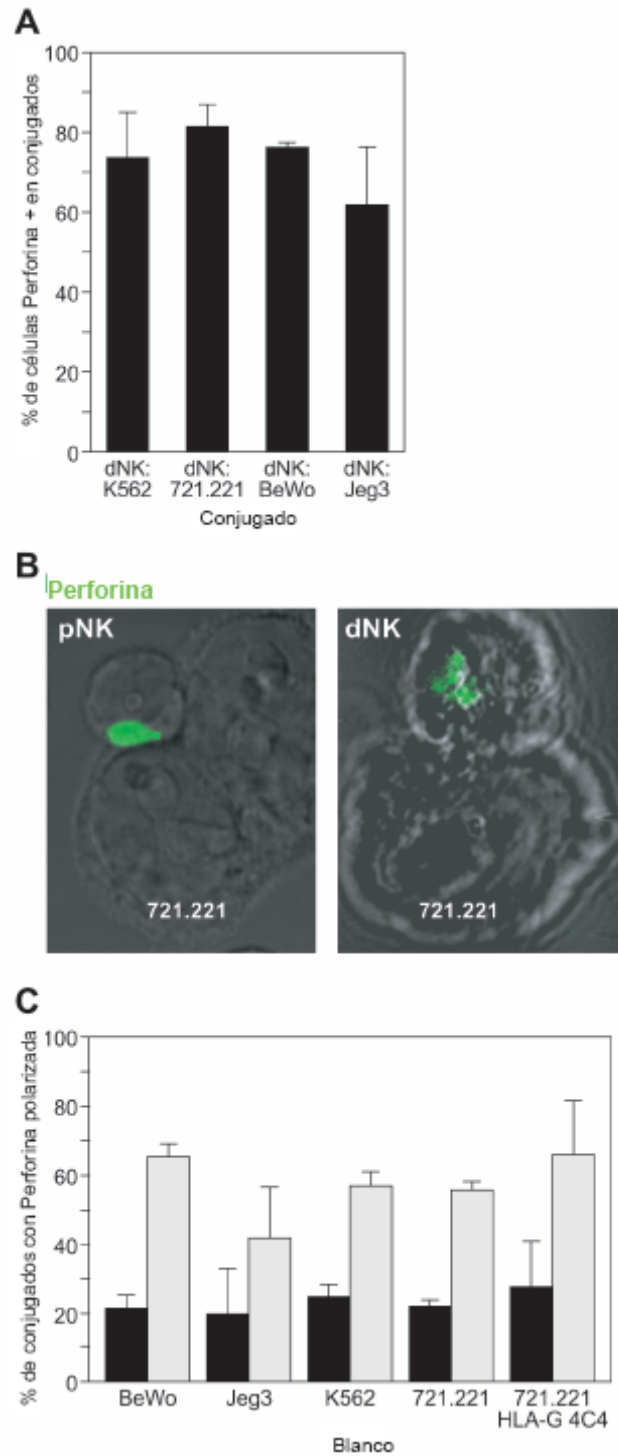 A
% de células Perforina + en conjugados
100
80
60
40
20
0
dNK: dNK: dNK: dNK:
K562 721.221 BeWo Jeg3
Conjugado
B
Perforina
pNK
721.221
dNK
721.221
C
% de conjugados con Perforina polarizada
100
80
60
40
20
0
BeWo Jeg3 K562 721.221 721.221
HLA-G 4C4
Blanco